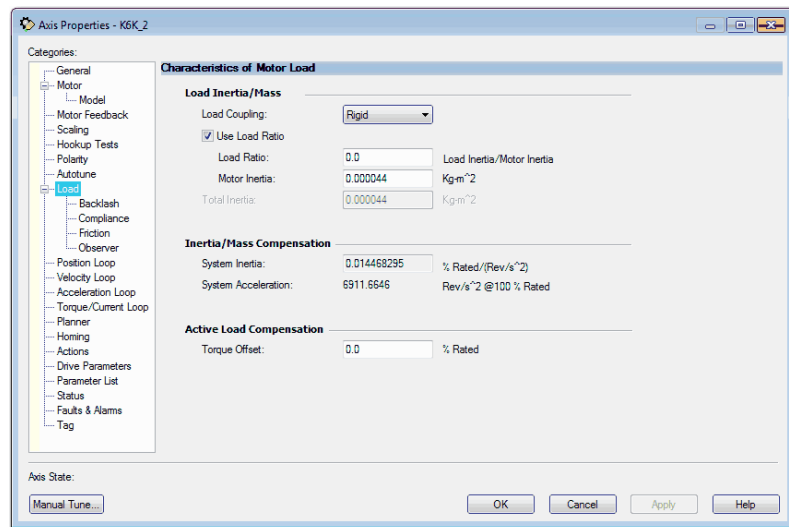 Axis Properties - K6K_2
Categories:
General
Motor
Model
Motor Feedback
Scaling
Hookup Tests
Polarity
Autotune
Load
Backlash
Compliance
Friction
Observer
Position Loop
Velocity Loop
Acceleration Loop
Torque/Current Loop
Planner
Homing
Actions
Drive Parameters
Parameter List
Status
Faults & Alarms
Tag
Characteristics of Motor Load
Load Inertia/Mass
Load Coupling: Rigid
Use Load Ratio
Load Ratio: 0.0 Load Inertia/Motor Inertia
Motor Inertia: 0.000044 Kg-m^2
Total Inertia: 0.000044 Kg-m^2
Inertia/Mass Compensation
System Inertia: 0.014468295 % Rated/(Rev/s^2)
System Acceleration: 6911.6646 Rev/s^2 @100 % Rated
Active Load Compensation
Torque Offset: 0.0 % Rated
Axis State:
Manual Tune... OK Cancel Apply Help